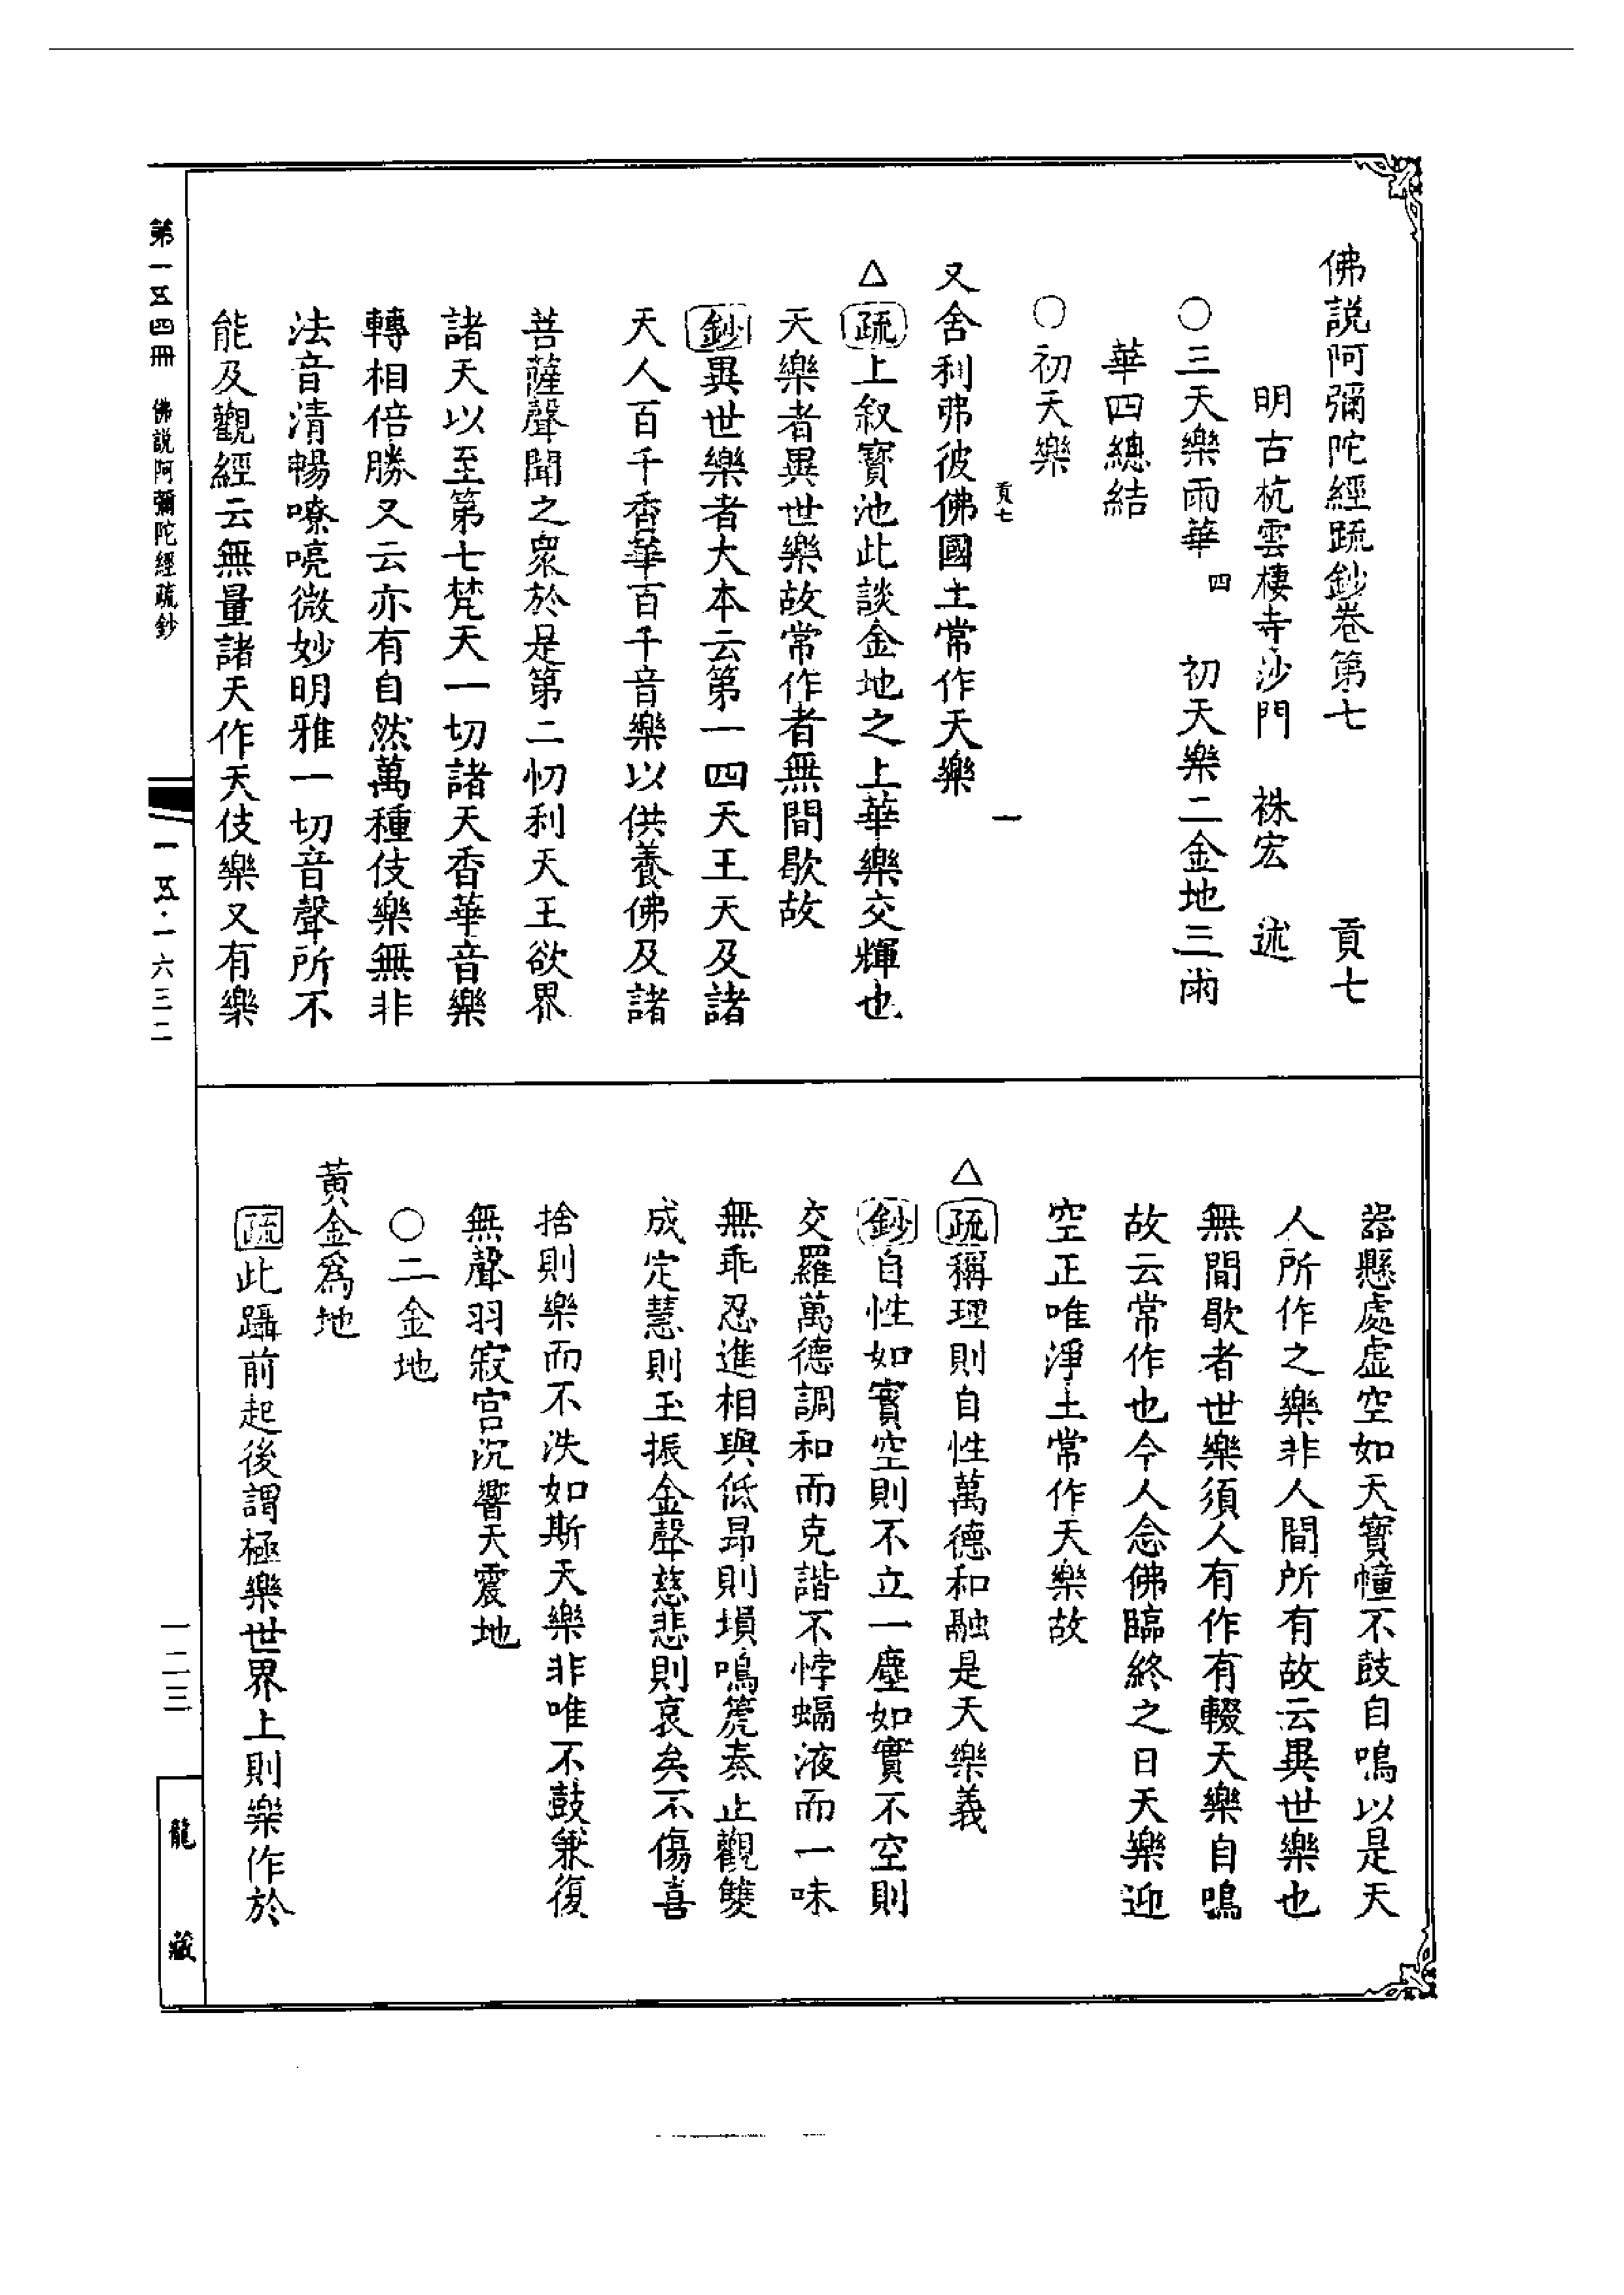 佛說阿彌陀經疏鈔卷第七　貢七
明古杭雲棲寺沙門　袾宏　述
○三天樂雨華四　初天樂二金地三雨
華四總結
○初天樂
貢七　一
又舍利弗彼佛國土常作天樂
△疏上叙寶池此談金地之上華樂交輝也
天樂者異世樂故常作者無間歇故
鈔異世樂者大本云第一四天王天及諸
天人百千香華百千音樂以供養佛及諸
菩薩聲聞之衆於是第二忉利天王欲界
諸天以至第七梵天一切諸天香華音樂
轉相倍勝又云亦有自然萬種伎樂無非
法音清暢嘹喨微妙明雅一切音聲所不
能及觀經云無量諸天作天伎樂又有樂
器懸處虛空如天寶幢不鼓自鳴以是天
人所作之樂非人間所有故云異世樂也
無間歇者世樂須人有作有輟天樂自鳴
故云常作也今人念佛臨終之日天樂迎
空正唯淨土常作天樂故
△疏稱理則自性萬德和融是天樂義
鈔自性如實空則不立一塵如實不空則
交羅萬德調和而克諧不悖蝸液而一味
無乖忍進相與低昂則塤鳴箎奏止觀雙
成定慧則玉振金聲慈悲則哀矣不傷喜
捨則樂而不泆如斯天樂非唯不鼓兼復
無聲羽寂宮沉響天震地
○二金地
黃金爲地
疏此躡前起後謂極樂世界上則樂作於
第一五四冊　佛說阿彌陀經疏鈔
一五·一六三二
一二三
龍藏